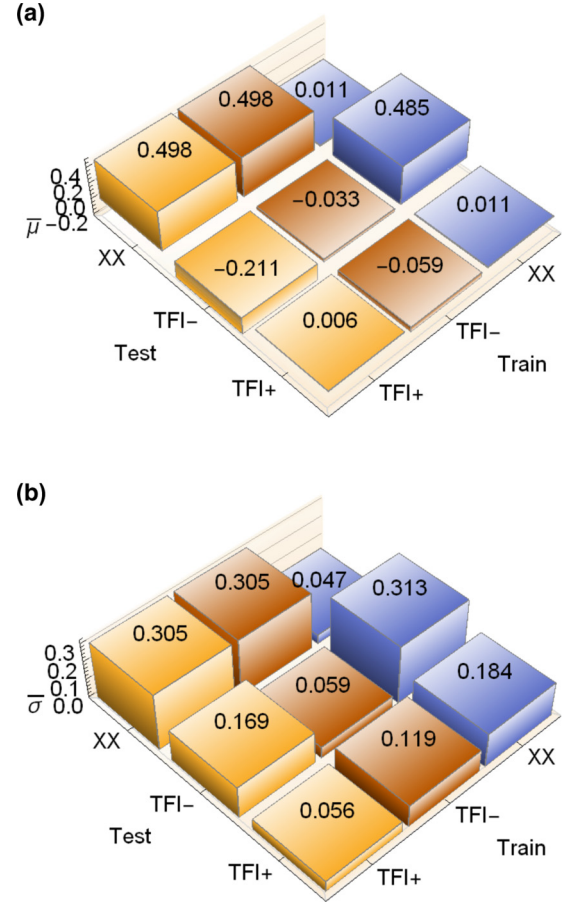 (a)
0.011
0.498
0.485
0.498
-0.033
0.011
0.4
0.2
0.0
μ̅ -0.2
XX
-0.211
-0.059
XX
TFI-
0.006
TFI-
Test
Train
TFI+
TFI+
(b)
0.305
0.047
0.313
0.305
0.184
0.3
0.059
0.2
0.1
σ̅ 0.0
0.169
0.119
XX
XX
TFI-
0.056
TFI-
Test
Train
TFI+
TFI+